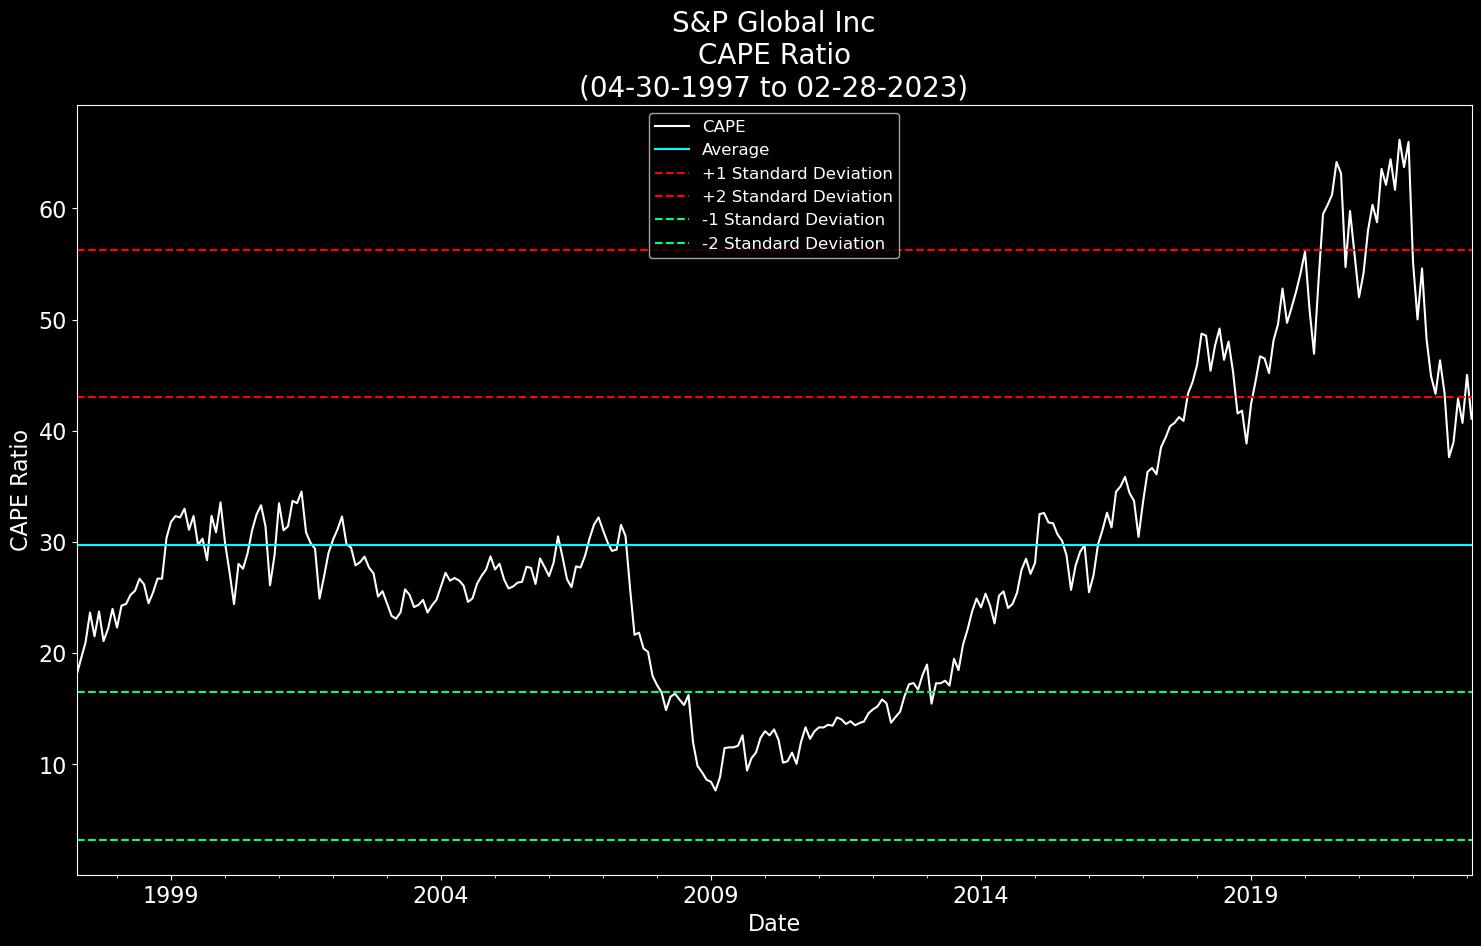 S&P Global Inc
CAPE Ratio
(04-30-1997 to 02-28-2023)
CAPE
Average
+1 Standard Deviation
+2 Standard Deviation
-1 Standard Deviation
-2 Standard Deviation
CAPE Ratio
60
50
40
30
20
10
1999
2004
2009
2014
2019
Date